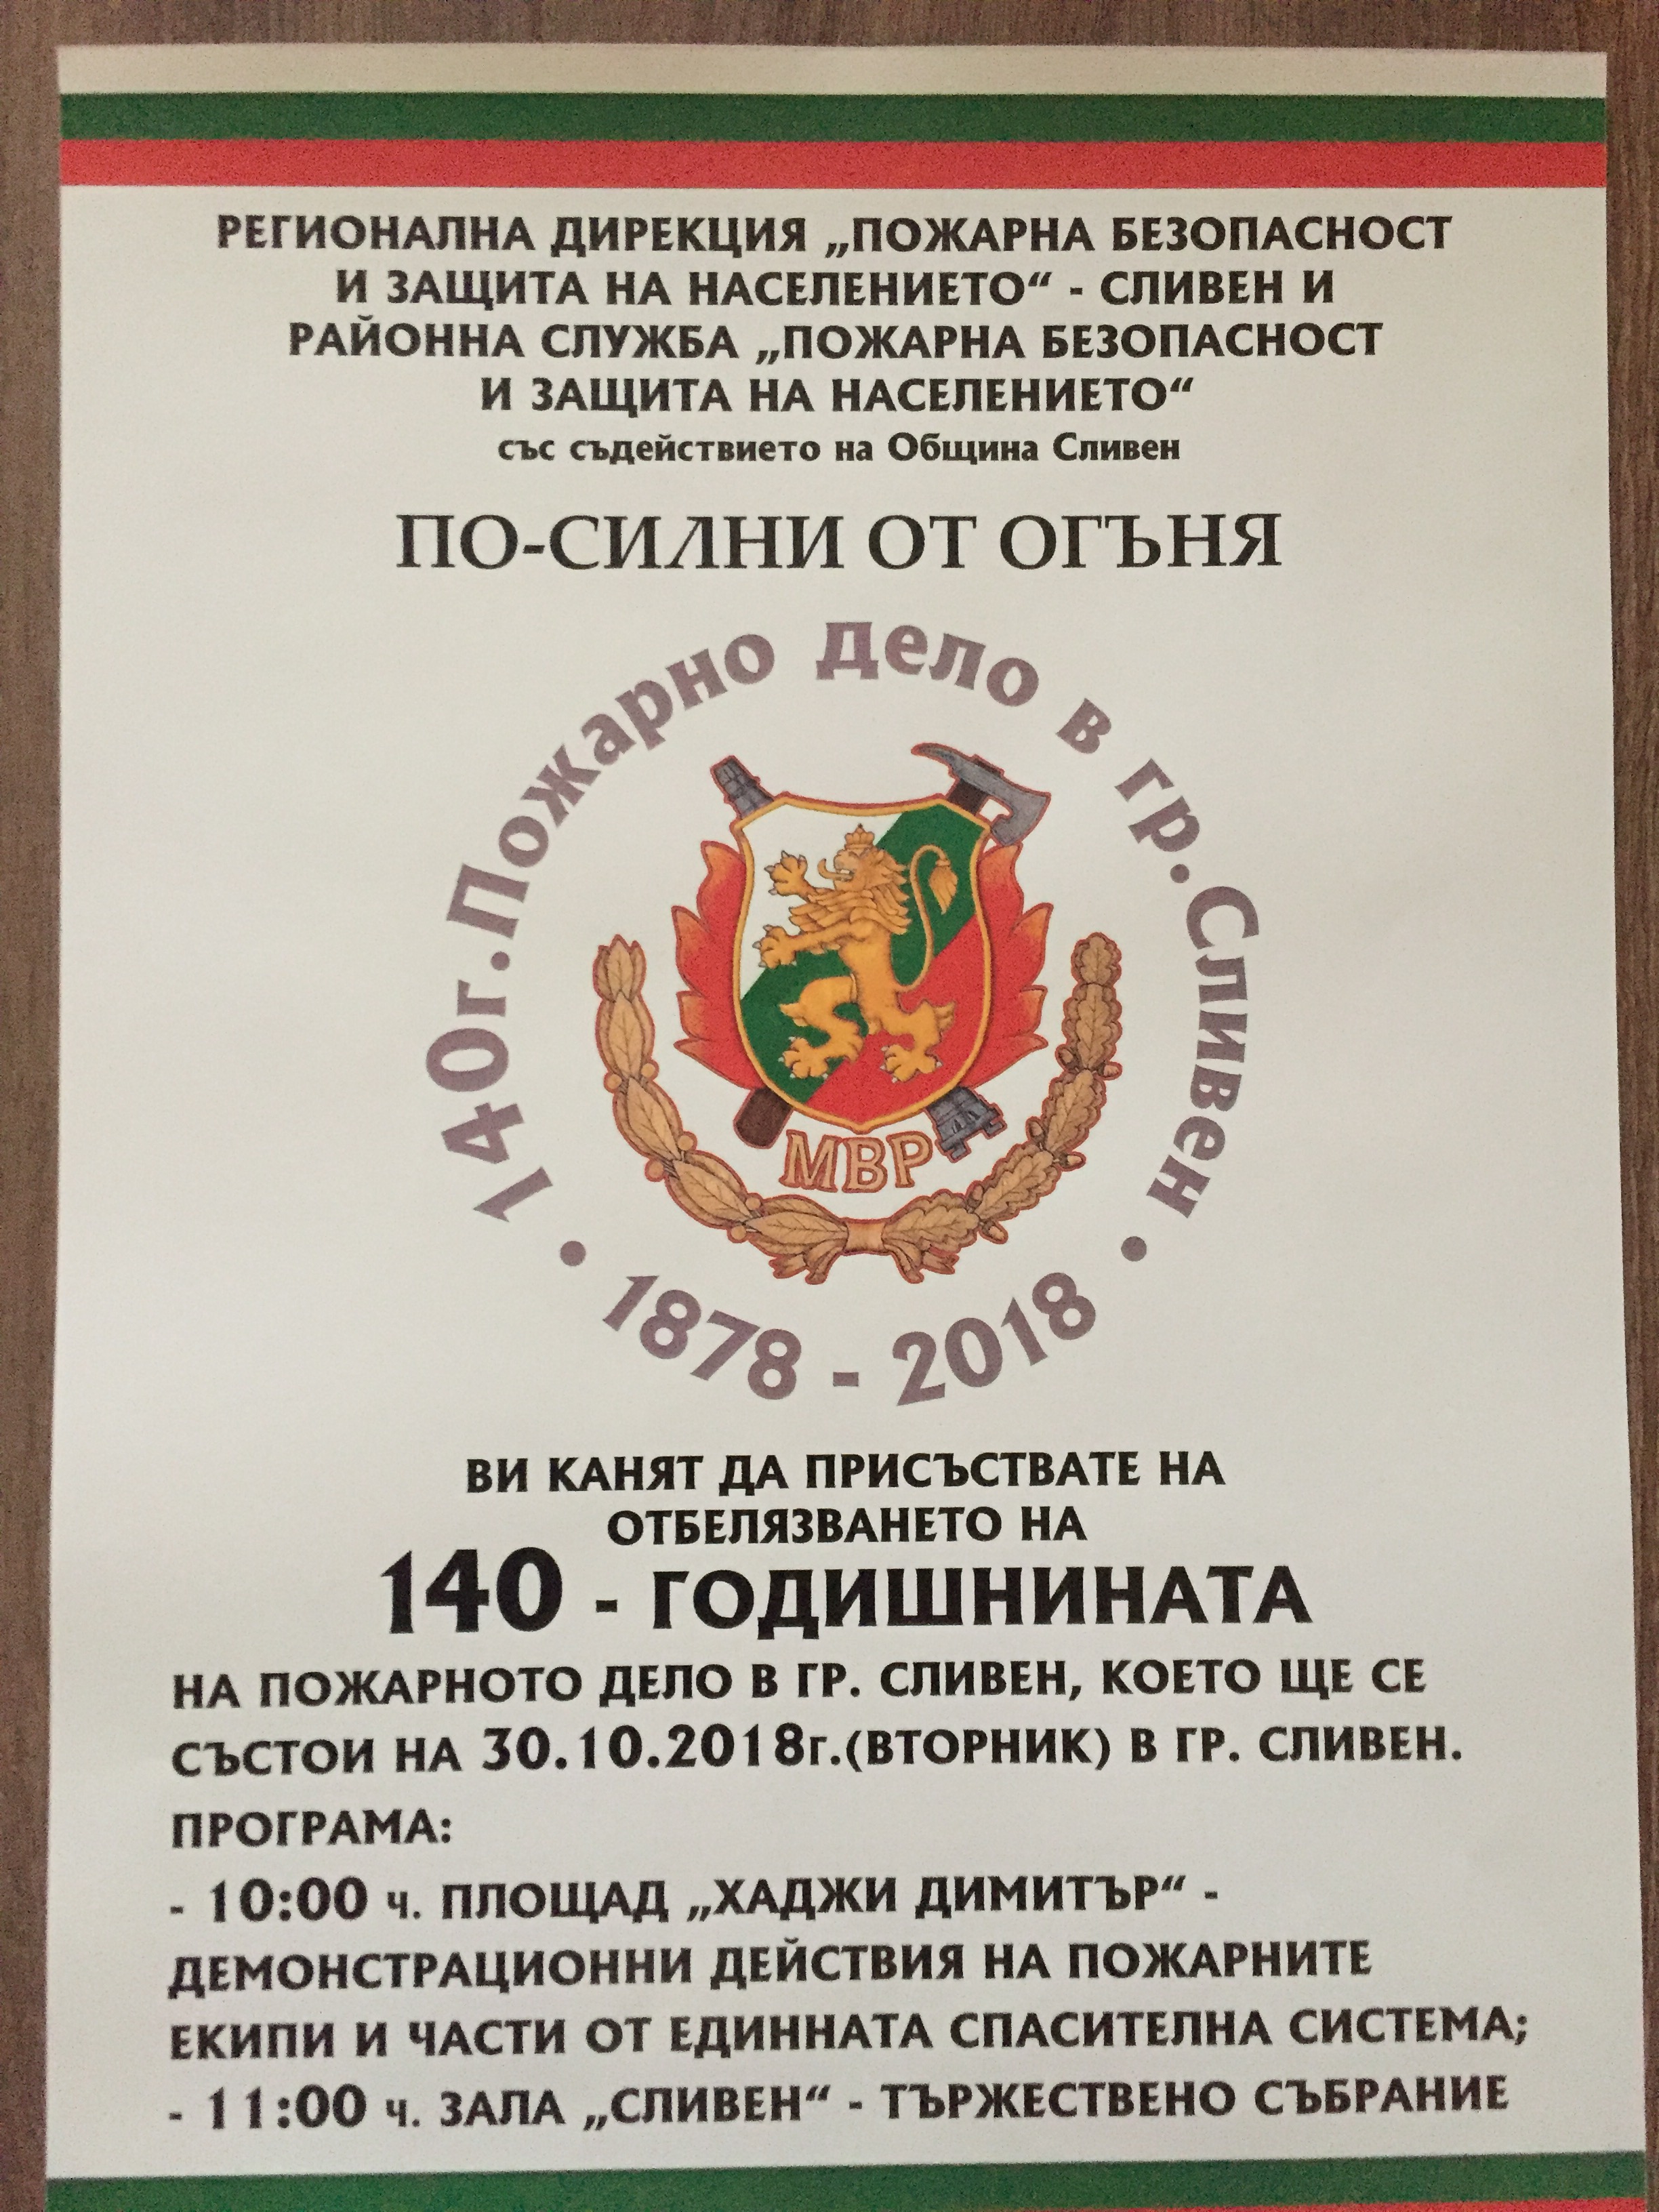 РЕГИОНАЛНА ДИРЕКЦИЯ „ПОЖАРНА БЕЗОПАСНОСТ
И ЗАЩИТА НА НАСЕЛЕНИЕТО“ - СЛИВЕН И
РАЙОННА СЛУЖБА „ПОЖАРНА БЕЗОПАСНОСТ
И ЗАЩИТА НА НАСЕЛЕНИЕТО“
със съдействието на Община Сливен
ПО-СИЛНИ ОТ ОГЪНЯ
140г.Пожарно дело в гр.Сливен
МВР
• 1878 - 2018 •
ВИ КАНЯТ ДА ПРИСЪСТВАТЕ НА
ОТБЕЛЯЗВАНЕТО НА
140 - ГОДИШНИНАТА
НА ПОЖАРНОТО ДЕЛО В ГР. СЛИВЕН, КОЕТО ЩЕ СЕ
СЪСТОИ НА 30.10.2018г.(ВТОРНИК) В ГР. СЛИВЕН.
ПРОГРАМА:
- 10:00 ч. ПЛОЩАД „ХАДЖИ ДИМИТЪР“ -
ДЕМОНСТРАЦИОННИ ДЕЙСТВИЯ НА ПОЖАРНИТЕ
ЕКИПИ И ЧАСТИ ОТ ЕДИННАТА СПАСИТЕЛНА СИСТЕМА;
- 11:00 ч. ЗАЛА „СЛИВЕН“ - ТЪРЖЕСТВЕНО СЪБРАНИЕ